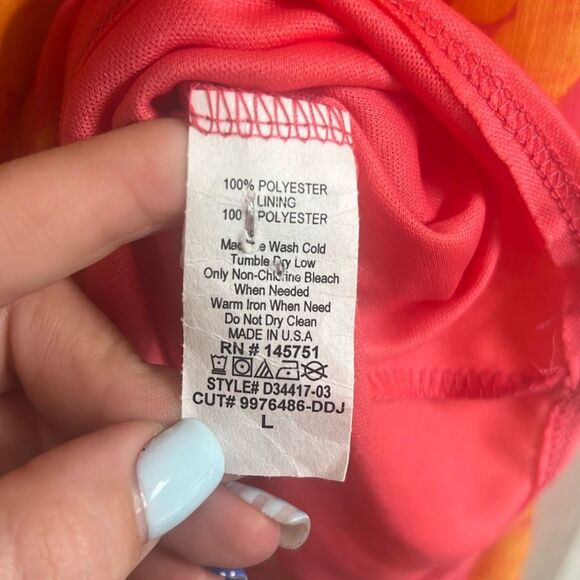 100% POLYESTER
LINING
100 POLYESTER
Wash Cold
Tumble Dry Low
Only Non-Chlorine Bleach
When Needed
Warm Iron When Need
Do Not Dry Clean
MADE IN U.S.A
RN # 145751
STYLE# D34417-03
CUT# 9976486-DDJ
L